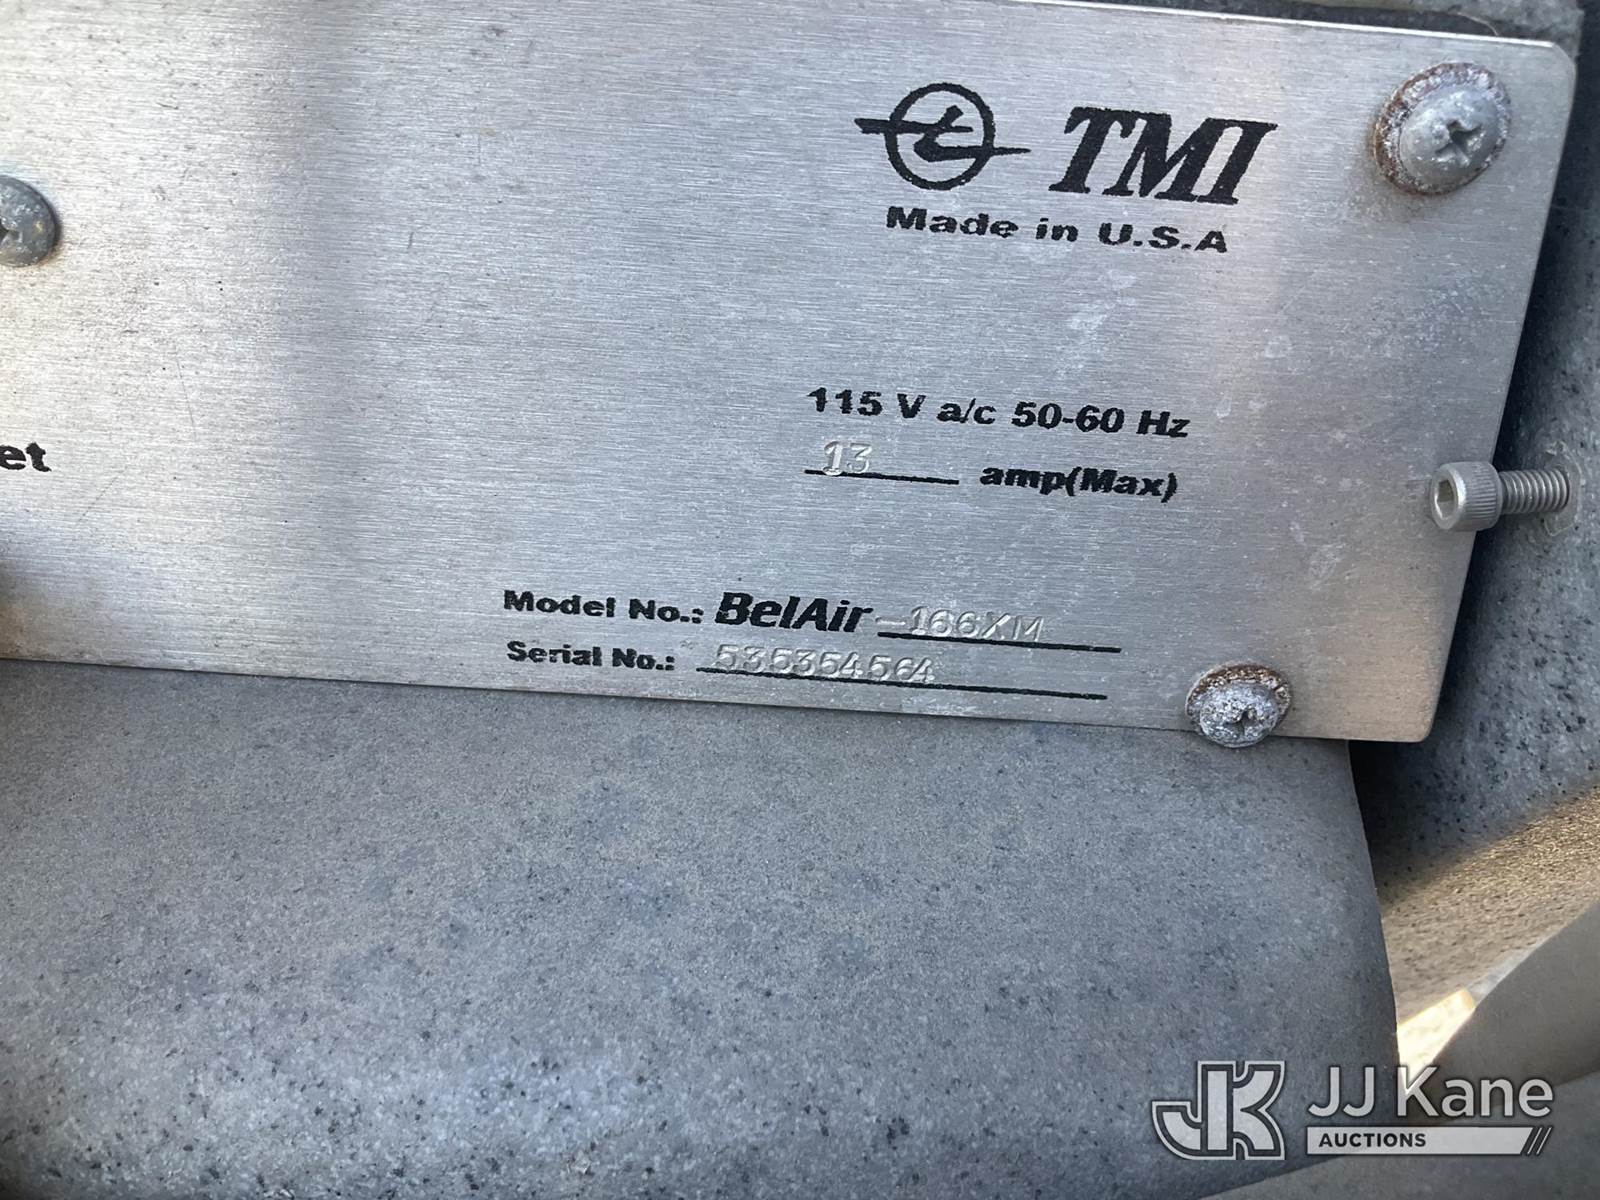 TMI
Made in U.S.A
115 V a/c 50-60 Hz
et
13 amp(Max)
Model No.: BelAir -166XM
Serial No.: 535354564
JK JJ Kane
AUCTIONS